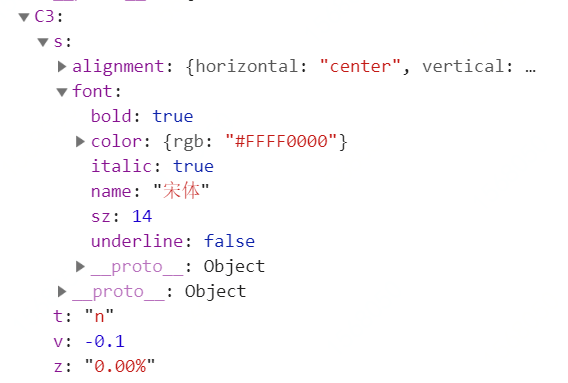 C3:
s:
alignment: {horizontal: "center", vertical: …
font:
bold: true
color: {rgb: "#FFFF0000"}
italic: true
name: "宋体"
sz: 14
underline: false
__proto__: Object
__proto__: Object
t: "n"
v: -0.1
z: "0.00%"